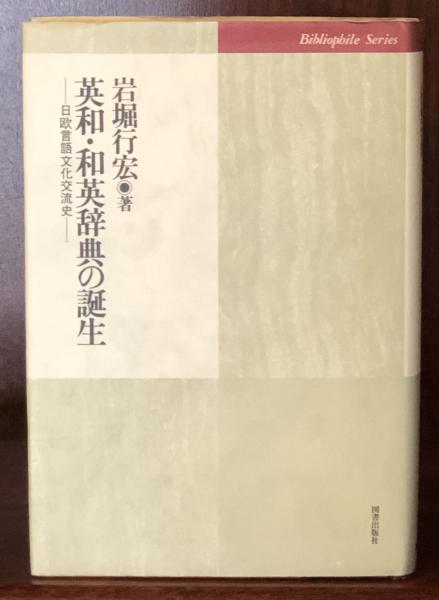 Bibliophile Series
岩堀行宏◉著
英和・和英辞典の誕生
―日欧言語文化交流史―
図書出版社